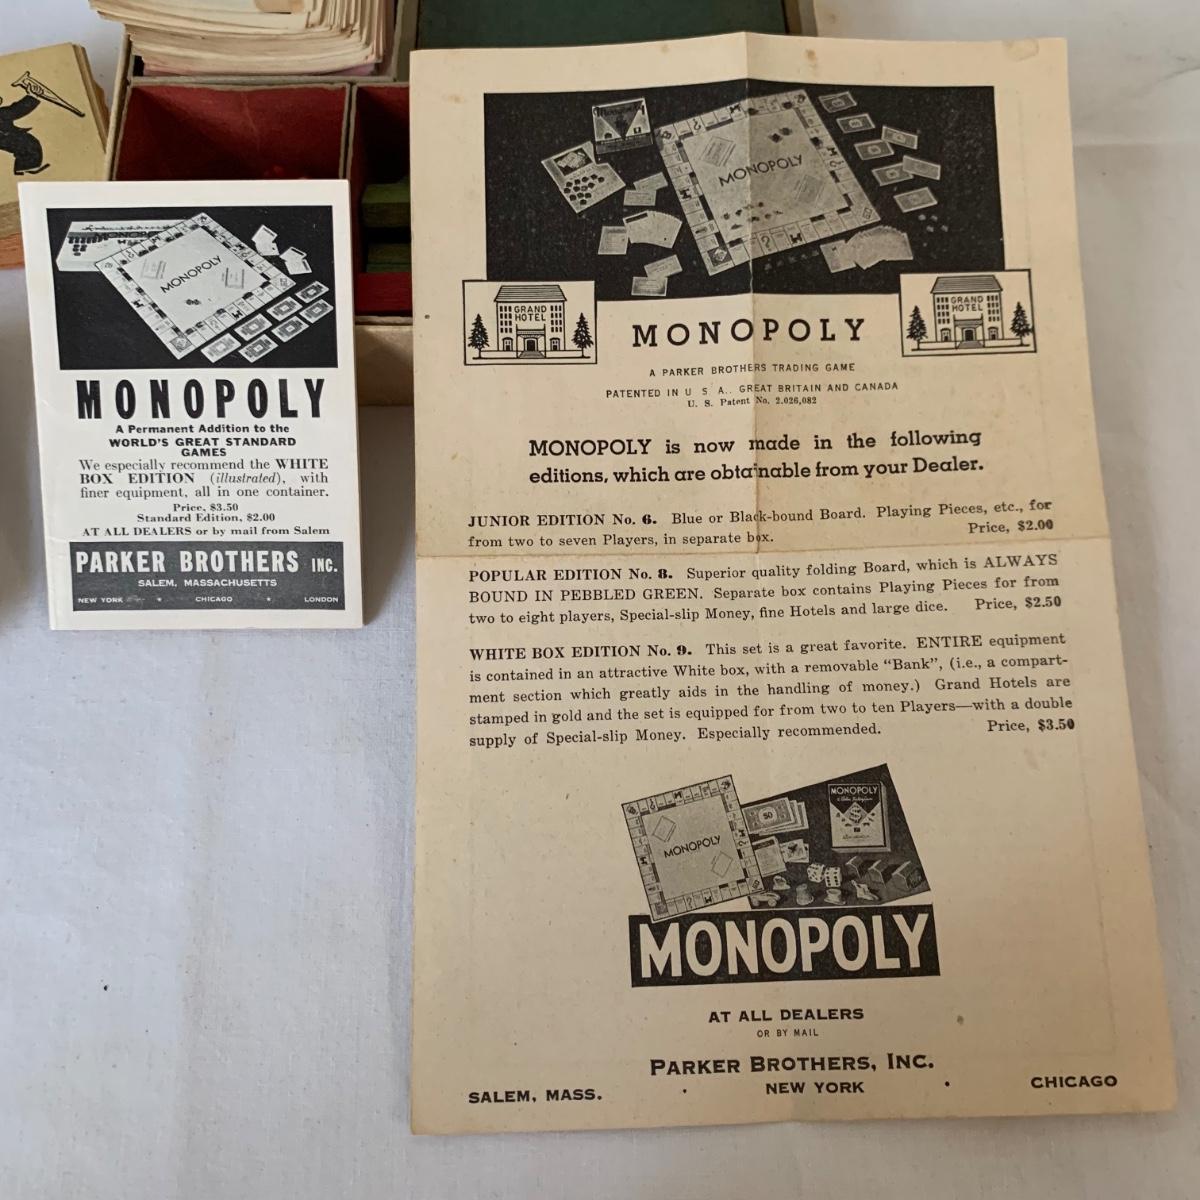 MONOPOLY
MONOPOLY
A Permanent Addition to the
WORLD'S GREAT STANDARD
GAMES
We especially recommend the WHITE
BOX EDITION (illustrated), with
finer equipment, all in one container.
Price, $3.50
Standard Edition, $2.00
AT ALL DEALERS or by mail from Salem
PARKER BROTHERS INC.
SALEM, MASSACHUSETTS
NEW YORK • CHICAGO • LONDON
MONOPOLY
GRAND HOTEL
GRAND HOTEL
MONOPOLY
A PARKER BROTHERS TRADING GAME
PATENTED IN U S A., GREAT BRITAIN AND CANADA
U. S. Patent No. 2,026,082
MONOPOLY is now made in the following
editions, which are obtainable from your Dealer.
JUNIOR EDITION No. 6. Blue or Black-bound Board. Playing Pieces, etc., for
from two to seven Players, in separate box. Price, $2.00
POPULAR EDITION No. 8. Superior quality folding Board, which is ALWAYS
BOUND IN PEBBLED GREEN. Separate box contains Playing Pieces for from
two to eight players, Special-slip Money, fine Hotels and large dice. Price, $2.50
WHITE BOX EDITION No. 9. This set is a great favorite. ENTIRE equipment
is contained in an attractive White box, with a removable "Bank", (i.e., a compart-
ment section which greatly aids in the handling of money.) Grand Hotels are
stamped in gold and the set is equipped for from two to ten Players—with a double
supply of Special-slip Money. Especially recommended. Price, $3.50
MONOPOLY
50
MONOPOLY
MONOPOLY
AT ALL DEALERS
OR BY MAIL
PARKER BROTHERS, INC.
SALEM, MASS. • NEW YORK • CHICAGO